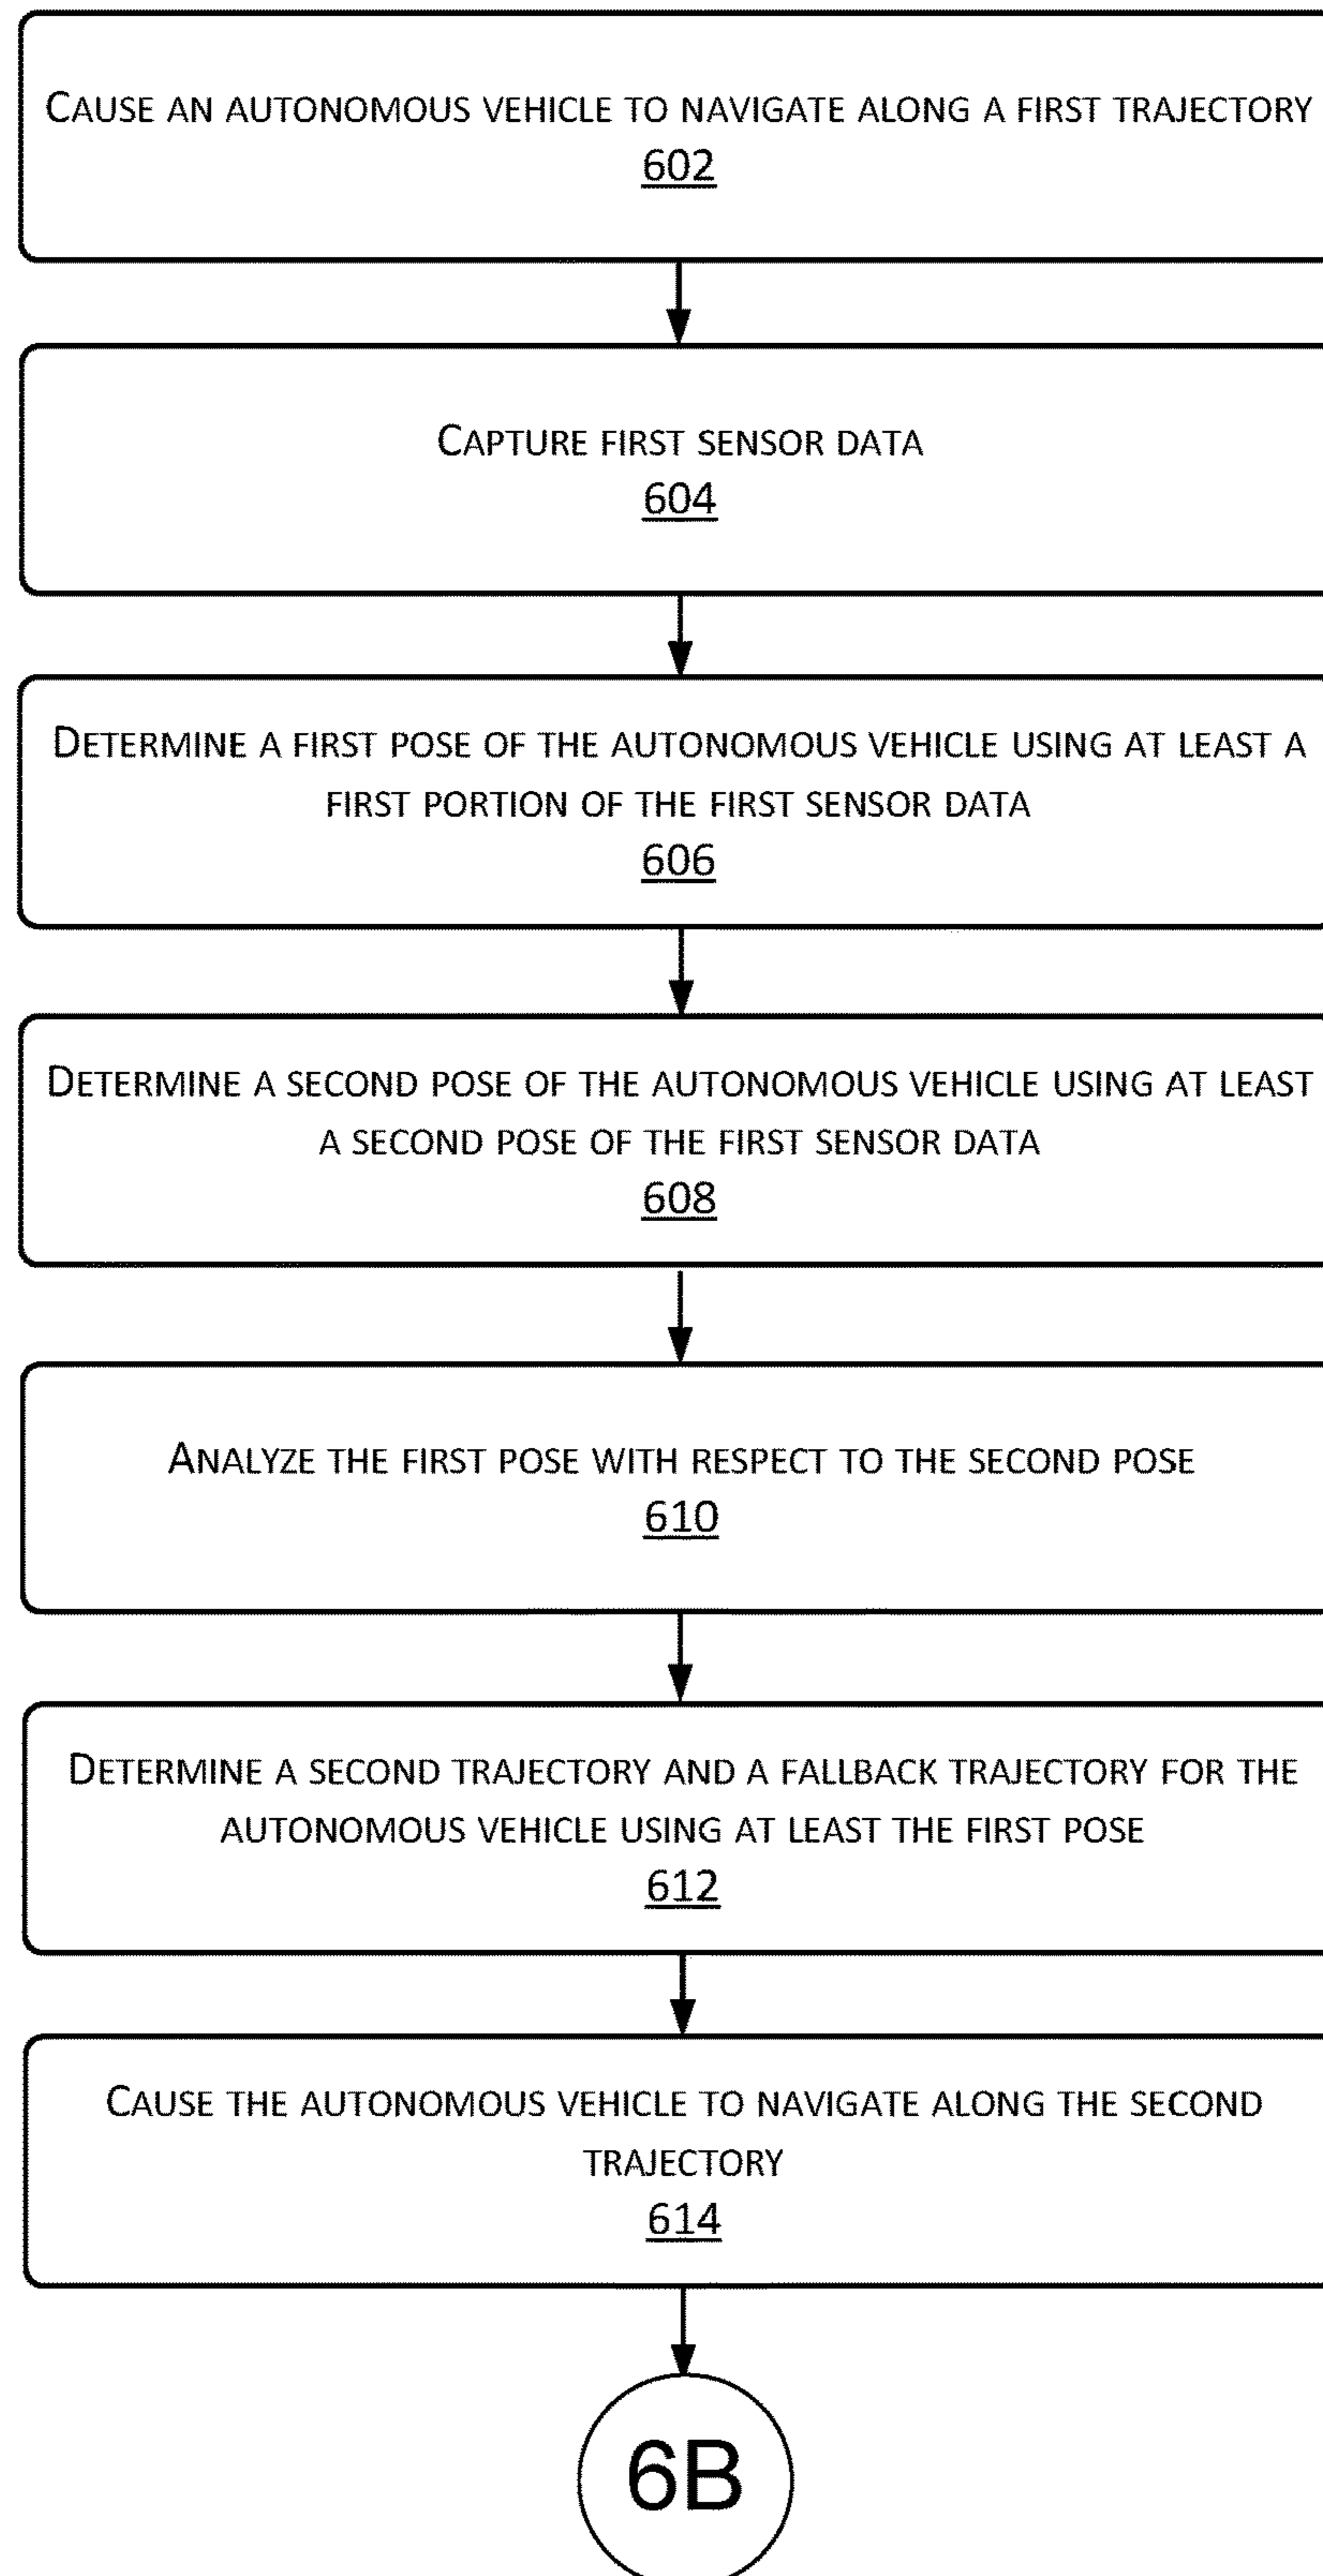 CAUSE AN AUTONOMOUS VEHICLE TO NAVIGATE ALONG A FIRST TRAJECTORY
602
CAPTURE FIRST SENSOR DATA
604
DETERMINE A FIRST POSE OF THE AUTONOMOUS VEHICLE USING AT LEAST A
FIRST PORTION OF THE FIRST SENSOR DATA
606
DETERMINE A SECOND POSE OF THE AUTONOMOUS VEHICLE USING AT LEAST
A SECOND POSE OF THE FIRST SENSOR DATA
608
ANALYZE THE FIRST POSE WITH RESPECT TO THE SECOND POSE
610
DETERMINE A SECOND TRAJECTORY AND A FALLBACK TRAJECTORY FOR THE
AUTONOMOUS VEHICLE USING AT LEAST THE FIRST POSE
612
CAUSE THE AUTONOMOUS VEHICLE TO NAVIGATE ALONG THE SECOND
TRAJECTORY
614
6B